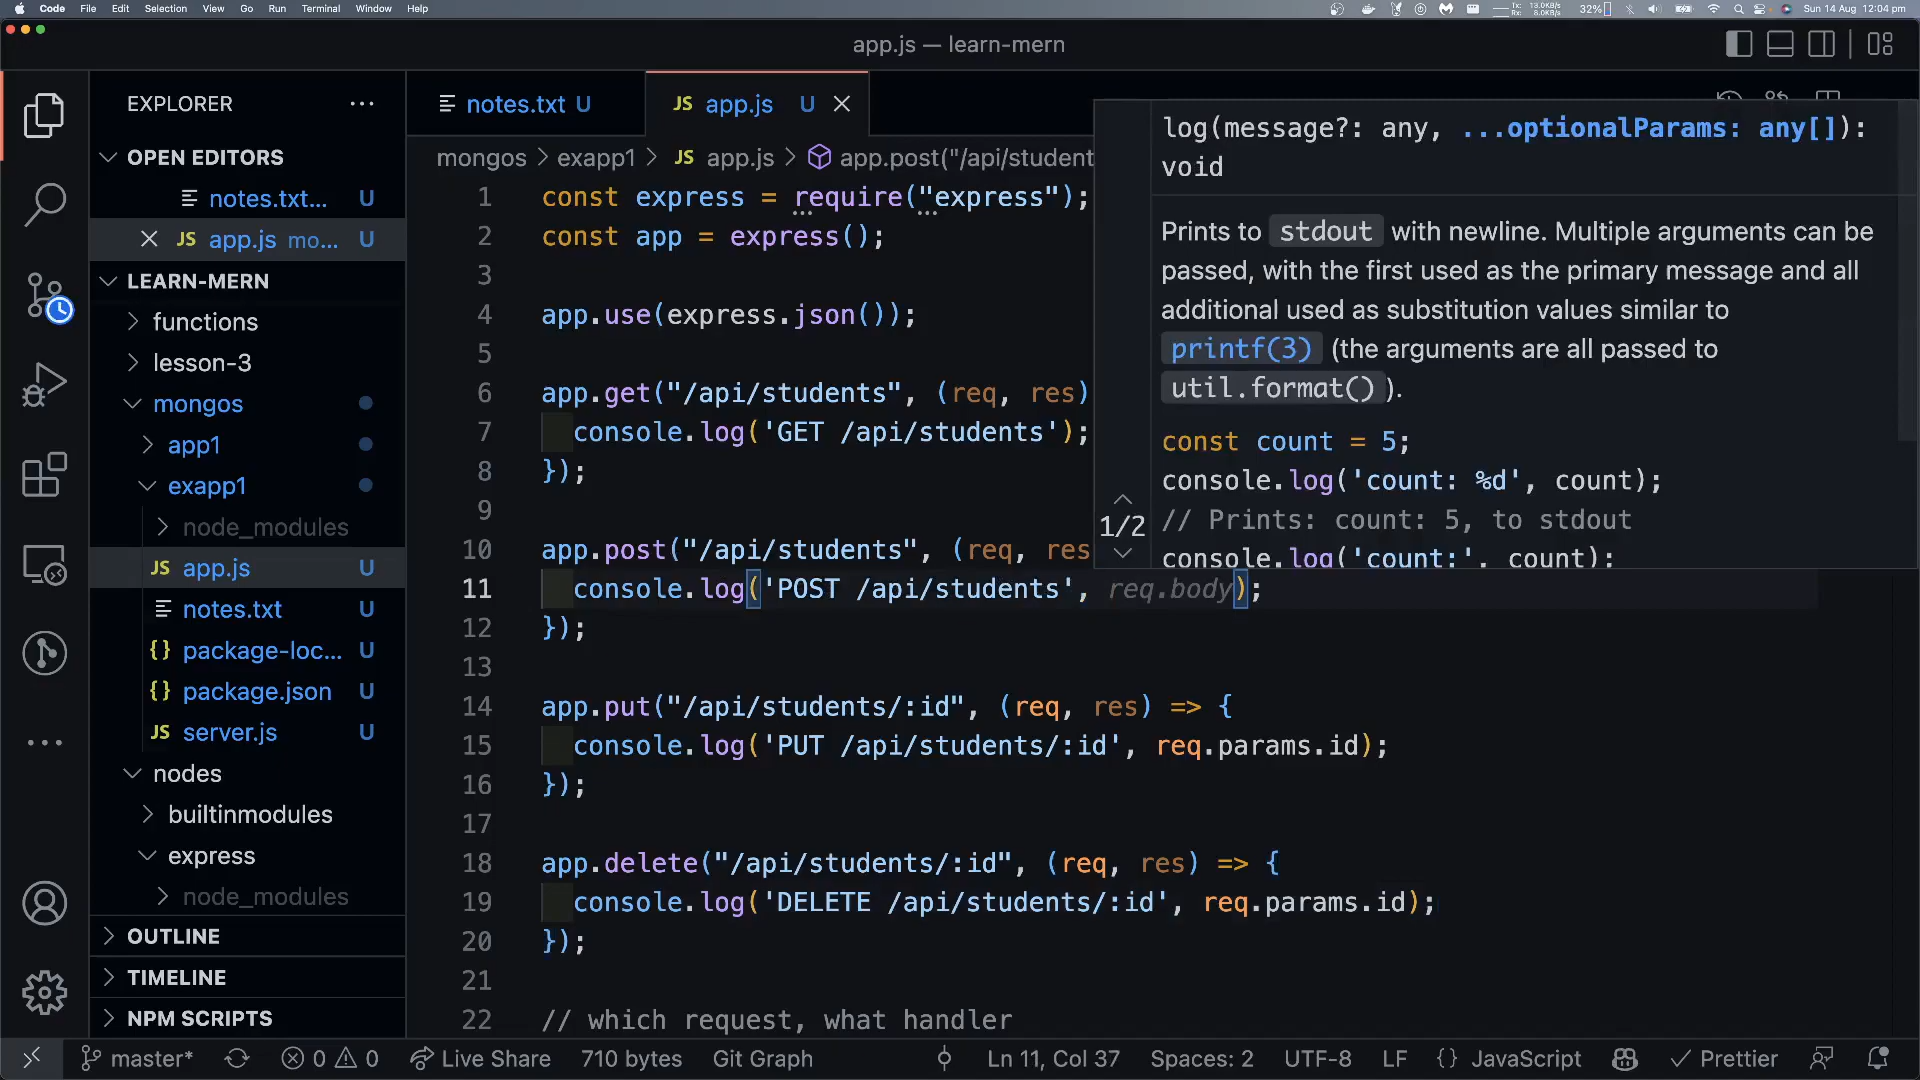 Code File Edit Selection View Go Run Terminal Window Help
Tx: 13.0KB/s
Rx: 8.0KB/s
32%
Sun 14 Aug 12:04 pm
app.js — learn-mern
EXPLORER
OPEN EDITORS
notes.txt... U
JS app.js mo... U
LEARN-MERN
functions
lesson-3
mongos
app1
exapp1
node_modules
JS app.js U
notes.txt U
{} package-loc... U
{} package.json U
JS server.js U
nodes
builtinmodules
express
node_modules
OUTLINE
TIMELINE
NPM SCRIPTS
notes.txt U
JS app.js U
mongos > exapp1 > JS app.js > app.post("/api/student
1 const express = require("express");
2 const app = express();
3
4 app.use(express.json());
5
6 app.get("/api/students", (req, res)
7 console.log('GET /api/students');
8 });
9
10 app.post("/api/students", (req, res
11 console.log('POST /api/students', req.body);
12 });
13
14 app.put("/api/students/:id", (req, res) => {
15 console.log('PUT /api/students/:id', req.params.id);
16 });
17
18 app.delete("/api/students/:id", (req, res) => {
19 console.log('DELETE /api/students/:id', req.params.id);
20 });
21
22 // which request, what handler
log(message?: any, ...optionalParams: any[]):
void
Prints to stdout with newline. Multiple arguments can be
passed, with the first used as the primary message and all
additional used as substitution values similar to
printf(3) (the arguments are all passed to
util.format()).
const count = 5;
console.log('count: %d', count);
// Prints: count: 5, to stdout
console.log('count:', count);
1/2
master* 0 0 Live Share 710 bytes Git Graph Ln 11, Col 37 Spaces: 2 UTF-8 LF {} JavaScript Prettier